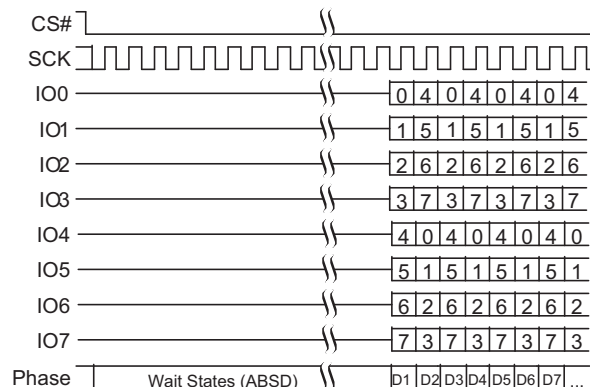 CS#
SCK
IO0 0 4 0 4 0 4 0 4
IO1 1 5 1 5 1 5 1 5
IO2 2 6 2 6 2 6 2 6
IO3 3 7 3 7 3 7 3 7
IO4 4 0 4 0 4 0 4 0
IO5 5 1 5 1 5 1 5 1
IO6 6 2 6 2 6 2 6 2
IO7 7 3 7 3 7 3 7 3
Phase Wait States (ABSD) D1 D2 D3 D4 D5 D6 D7 ...